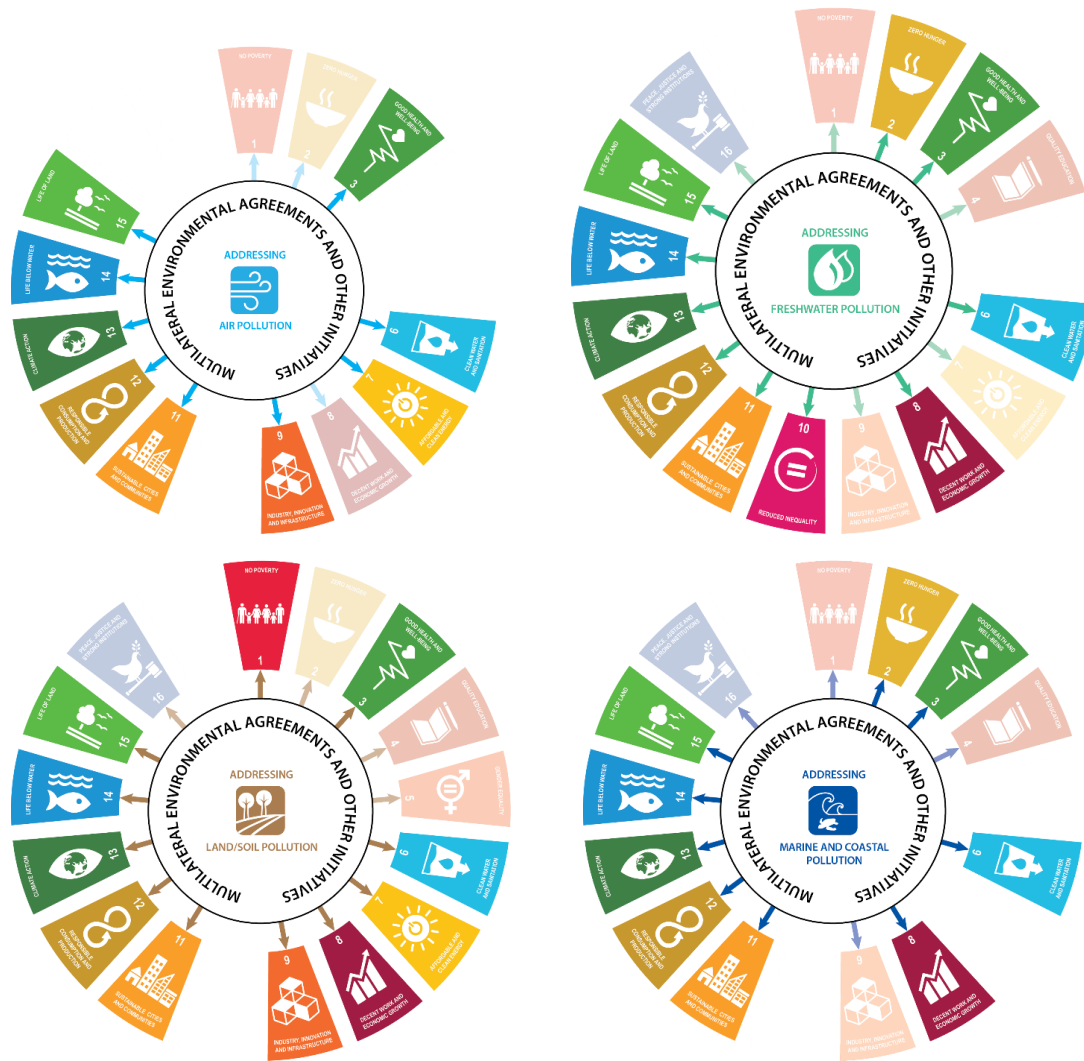 NO POVERTY
1
ZERO HUNGER
2
GOOD HEALTH AND
WELL-BEING
3
6
CLEAN WATER
AND SANITATION
7
AFFORDABLE AND
CLEAN ENERGY
8
DECENT WORK AND
ECONOMIC GROWTH
9
INDUSTRY, INNOVATION
AND INFRASTRUCTURE
11
SUSTAINABLE CITIES
AND COMMUNITIES
12
RESPONSIBLE
CONSUMPTION AND
PRODUCTION
13
CLIMATE ACTION
14
LIFE BELOW WATER
15
LIFE OF LAND
MULTILATERAL ENVIRONMENTAL AGREEMENTS AND OTHER INITIATIVES
ADDRESSING
AIR POLLUTION
NO POVERTY
1
ZERO HUNGER
2
GOOD HEALTH AND
WELL-BEING
3
QUALITY EDUCATION
4
6
CLEAN WATER
AND SANITATION
7
AFFORDABLE AND
CLEAN ENERGY
8
DECENT WORK AND
ECONOMIC GROWTH
9
INDUSTRY, INNOVATION
AND INFRASTRUCTURE
10
REDUCED INEQUALITY
11
SUSTAINABLE CITIES
AND COMMUNITIES
12
RESPONSIBLE
CONSUMPTION AND
PRODUCTION
13
CLIMATE ACTION
14
LIFE BELOW WATER
15
LIFE OF LAND
16
PEACE, JUSTICE AND
STRONG INSTITUTIONS
MULTILATERAL ENVIRONMENTAL AGREEMENTS AND OTHER INITIATIVES
ADDRESSING
FRESHWATER POLLUTION
NO POVERTY
1
ZERO HUNGER
2
GOOD HEALTH AND
WELL-BEING
3
QUALITY EDUCATION
4
GENDER EQUALITY
5
6
CLEAN WATER
AND SANITATION
7
AFFORDABLE AND
CLEAN ENERGY
8
DECENT WORK AND
ECONOMIC GROWTH
9
INDUSTRY, INNOVATION
AND INFRASTRUCTURE
11
SUSTAINABLE CITIES
AND COMMUNITIES
12
RESPONSIBLE
CONSUMPTION AND
PRODUCTION
13
CLIMATE ACTION
14
LIFE BELOW WATER
15
LIFE OF LAND
16
PEACE, JUSTICE AND
STRONG INSTITUTIONS
MULTILATERAL ENVIRONMENTAL AGREEMENTS AND OTHER INITIATIVES
ADDRESSING
LAND/SOIL POLLUTION
NO POVERTY
1
ZERO HUNGER
2
GOOD HEALTH AND
WELL-BEING
3
QUALITY EDUCATION
4
6
CLEAN WATER
AND SANITATION
8
DECENT WORK AND
ECONOMIC GROWTH
9
INDUSTRY, INNOVATION
AND INFRASTRUCTURE
11
SUSTAINABLE CITIES
AND COMMUNITIES
12
RESPONSIBLE
CONSUMPTION AND
PRODUCTION
13
CLIMATE ACTION
14
LIFE BELOW WATER
15
LIFE OF LAND
16
PEACE, JUSTICE AND
STRONG INSTITUTIONS
MULTILATERAL ENVIRONMENTAL AGREEMENTS AND OTHER INITIATIVES
ADDRESSING
MARINE AND COASTAL
POLLUTION